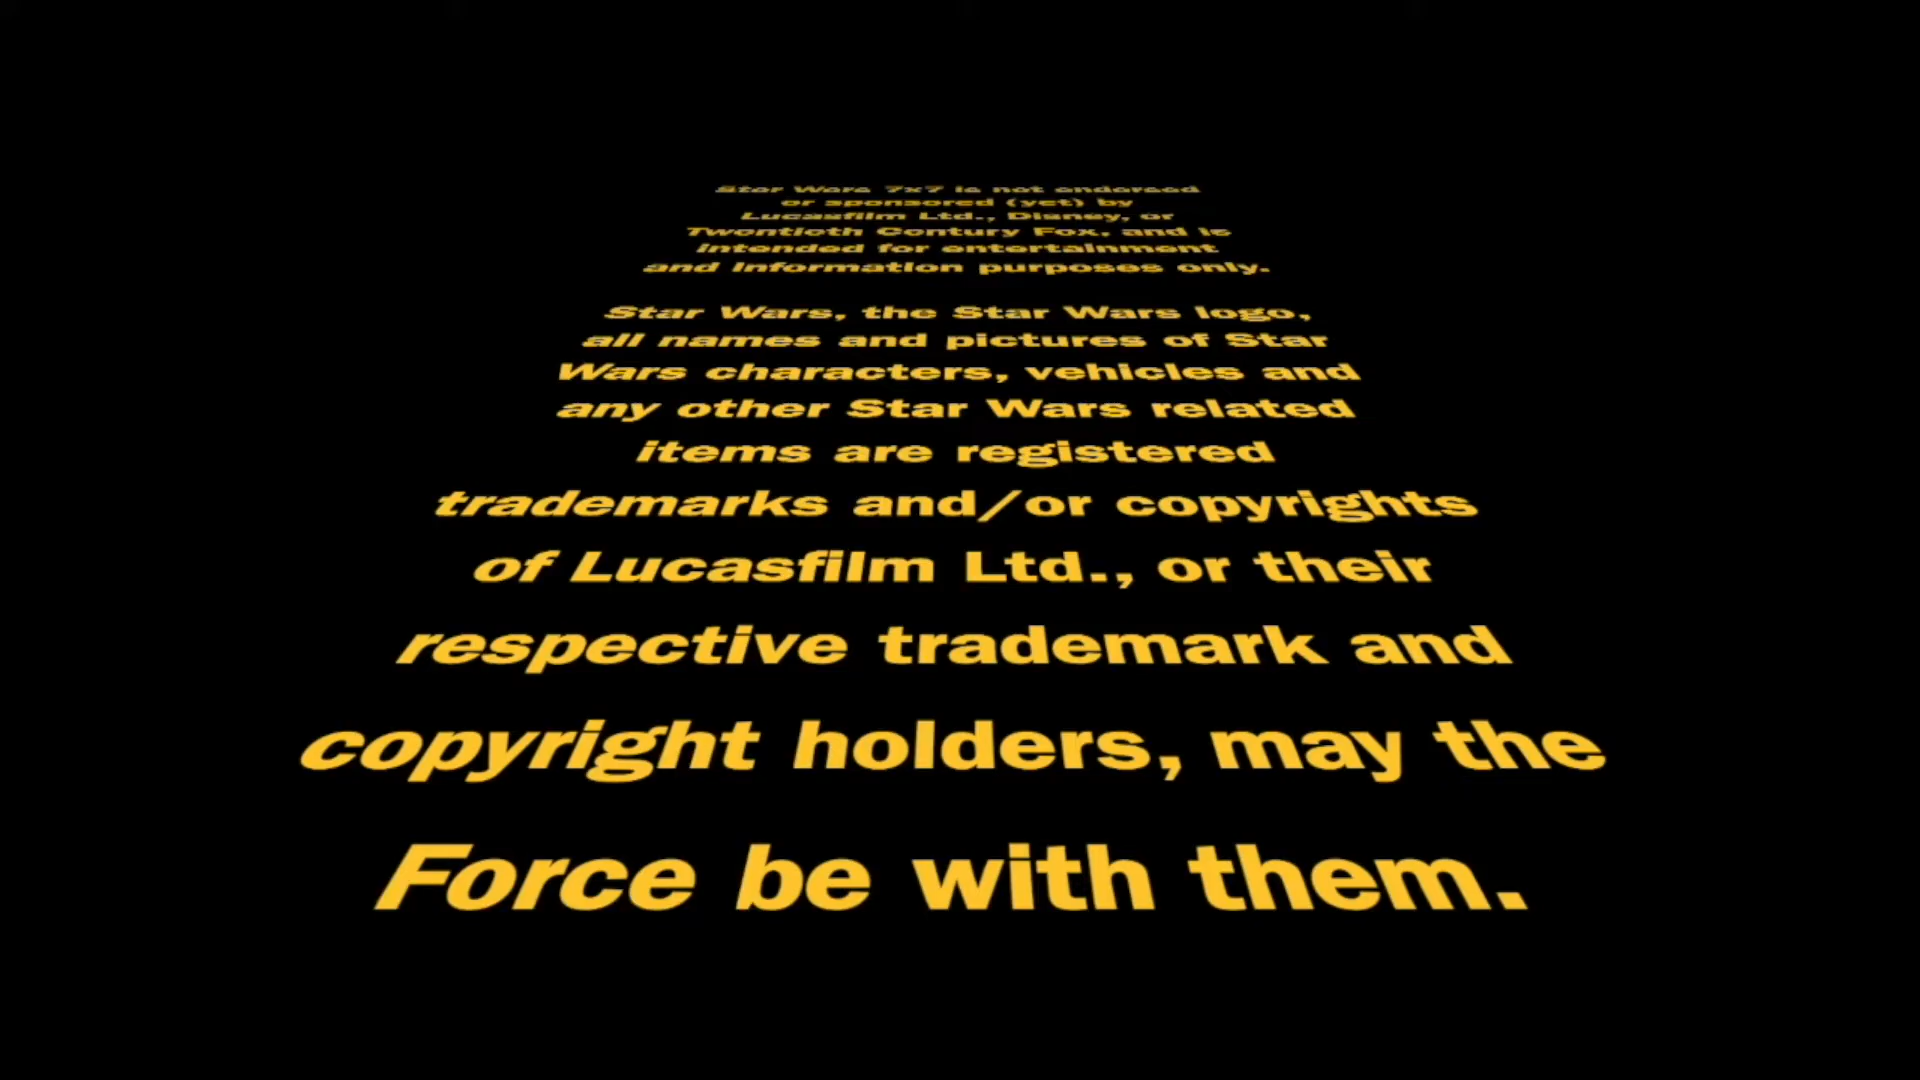 Star Wars 7x7 is not endorsed
or sponsored (yet) by
Lucasfilm Ltd., Disney, or
Twentieth Century Fox, and is
intended for entertainment
and information purposes only.
Star Wars, the Star Wars logo,
all names and pictures of Star
Wars characters, vehicles and
any other Star Wars related
items are registered
trademarks and/or copyrights
of Lucasfilm Ltd., or their
respective trademark and
copyright holders, may the
Force be with them.